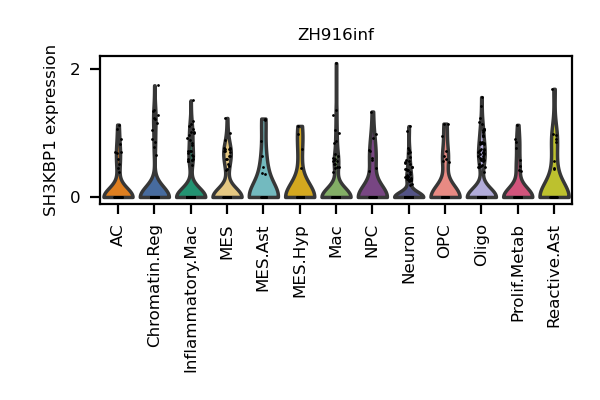 ZH916inf
SH3KBP1 expression
2
0
AC
Chromatin.Reg
Inflammatory.Mac
MES
MES.Ast
MES.Hyp
Mac
NPC
Neuron
OPC
Oligo
Prolif.Metab
Reactive.Ast